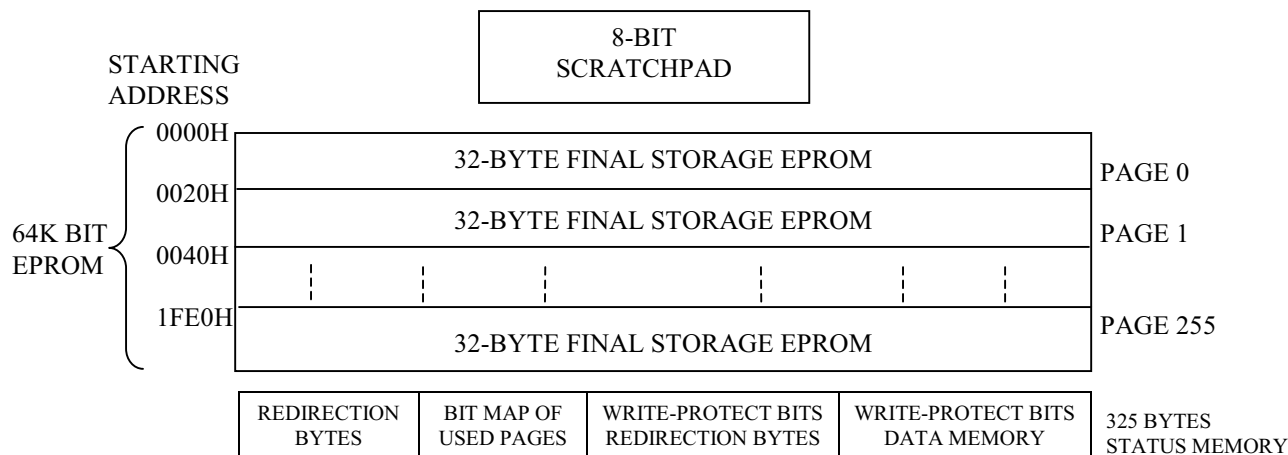 8-BIT
SCRATCHPAD
STARTING
ADDRESS
0000H
32-BYTE FINAL STORAGE EPROM
PAGE 0
0020H
32-BYTE FINAL STORAGE EPROM
PAGE 1
64K BIT
EPROM
0040H
1FE0H
32-BYTE FINAL STORAGE EPROM
PAGE 255
REDIRECTION
BYTES
BIT MAP OF
USED PAGES
WRITE-PROTECT BITS
REDIRECTION BYTES
WRITE-PROTECT BITS
DATA MEMORY
325 BYTES
STATUS MEMORY